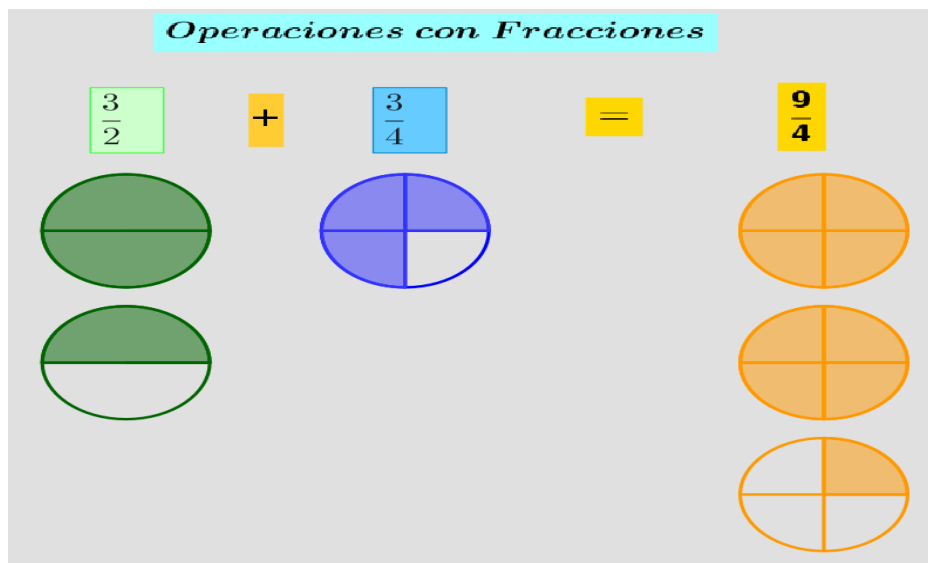 Operaciones con Fracciones
3/2 + 3/4 = 9/4